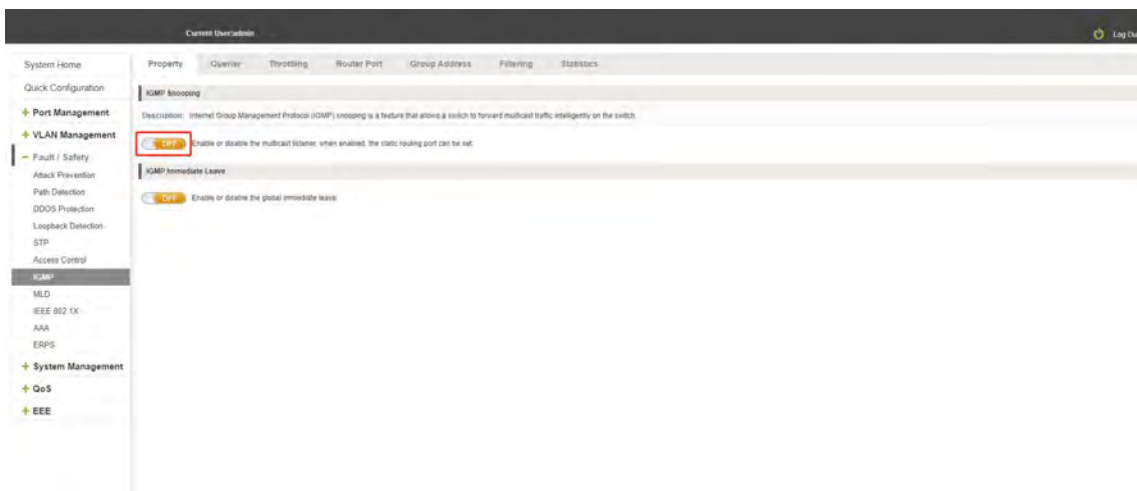 Current User:admin
Log Ou
System Home
Quick Configuration
+ Port Management
+ VLAN Management
− Fault / Safety
Attack Prevention
Path Detection
DDOS Protection
Loopback Detection
STP
Access Control
IGMP
MLD
IEEE 802.1X
AAA
ERPS
+ System Management
+ QoS
+ EEE
Property Querier Throttling Router Port Group Address Filtering Statistics
IGMP Snooping
Description: Internet Group Management Protocol (IGMP) snooping is a feature that allows a switch to forward multicast traffic intelligently on the switch.
OFF Enable or disable the multicast listener, when enabled, the static routing port can be set.
IGMP Immediate Leave
OFF Enable or disable the global immediate leave.